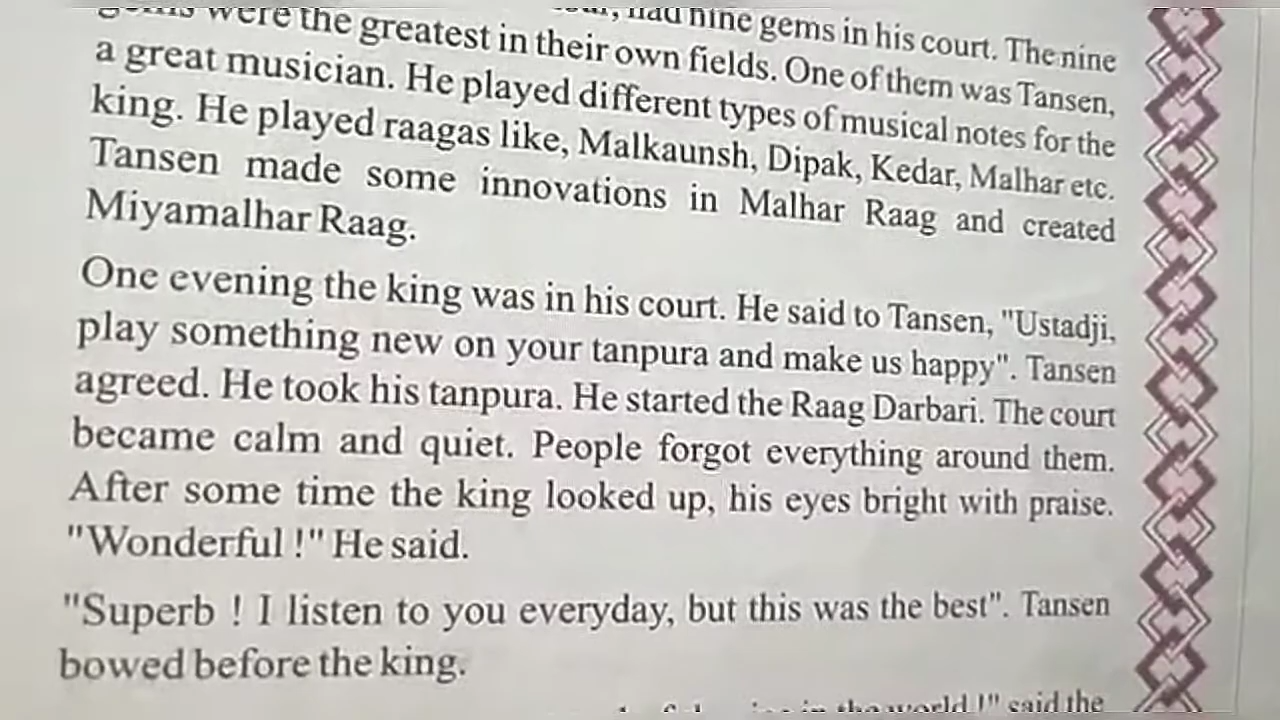 had nine gems in his court. The nine
gems were the greatest in their own fields. One of them was Tansen,
a great musician. He played different types of musical notes for the
king. He played raagas like, Malkaunsh, Dipak, Kedar, Malhar etc.
Tansen made some innovations in Malhar Raag and created
Miyamalhar Raag.
One evening the king was in his court. He said to Tansen, "Ustadji,
play something new on your tanpura and make us happy". Tansen
agreed. He took his tanpura. He started the Raag Darbari. The court
became calm and quiet. People forgot everything around them.
After some time the king looked up, his eyes bright with praise.
"Wonderful !" He said.
"Superb ! I listen to you everyday, but this was the best". Tansen
bowed before the king.
in the world !" said the